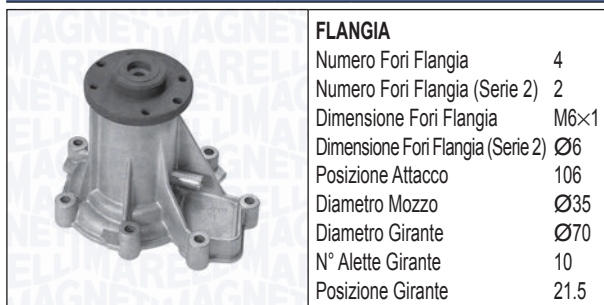 FLANGIA
Numero Fori Flangia 4
Numero Fori Flangia (Serie 2) 2
Dimensione Fori Flangia M6×1
Dimensione Fori Flangia (Serie 2) Ø6
Posizione Attacco 106
Diametro Mozzo Ø35
Diametro Girante Ø70
N° Alette Girante 10
Posizione Girante 21.5
MAGNETI MARELLI